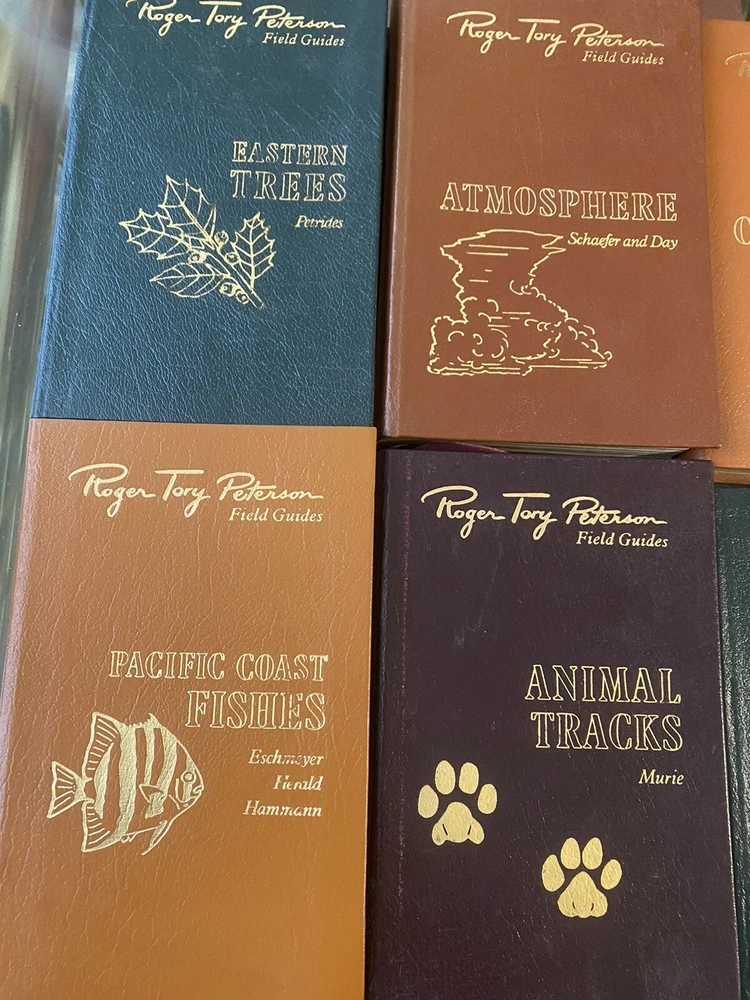 Roger Tory Peterson
Field Guides
EASTERN
TREES
Petrides
Roger Tory Peterson
Field Guides
ATMOSPHERE
Schaefer and Day
Roger Tory Peterson
Field Guides
PACIFIC COAST
FISHES
Eschmeyer
Herald
Hammann
Roger Tory Peterson
Field Guides
ANIMAL
TRACKS
Murie